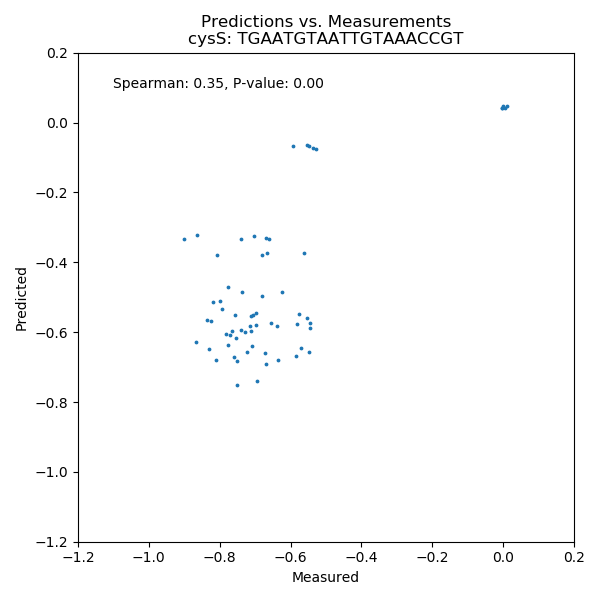 Predictions vs. Measurements
cysS: TGAATGTAATTGTAAACCGT
Spearman: 0.35, P-value: 0.00
0.2
0.0
−0.2
−0.4
−0.6
−0.8
−1.0
−1.2
Predicted
−1.2 −1.0 −0.8 −0.6 −0.4 −0.2 0.0 0.2
Measured